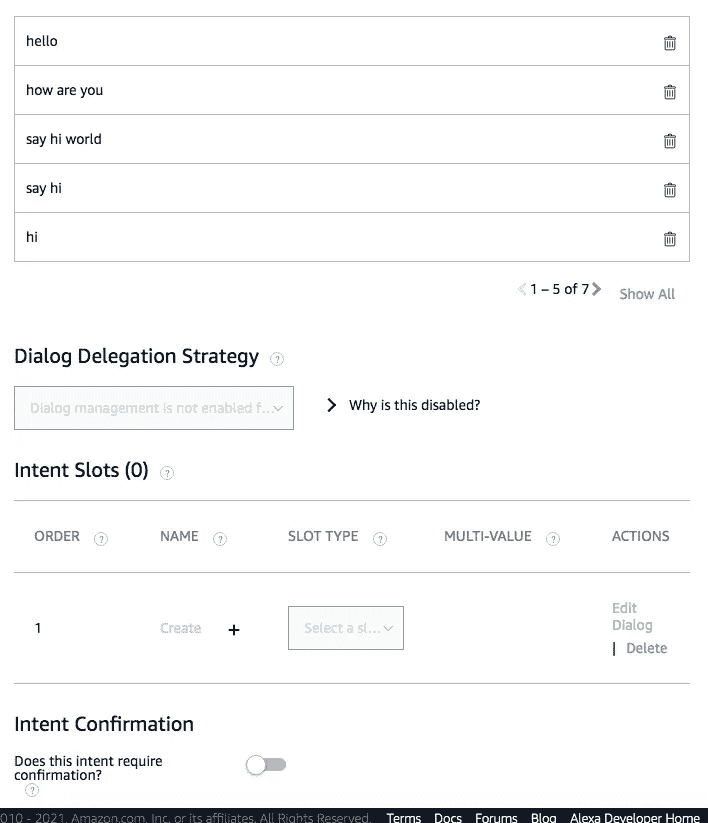 hello
how are you
say hi world
say hi
hi
1 – 5 of 7
Show All
Dialog Delegation Strategy ?
Dialog management is not enabled f...
Why is this disabled?
Intent Slots (0) ?
ORDER ? NAME ? SLOT TYPE ? MULTI-VALUE ? ACTIONS
1 Create + Select a sl... Edit
Dialog
| Delete
Intent Confirmation
Does this intent require
confirmation?
?
010 - 2021, Amazon.com, Inc. or its affiliates. All Rights Reserved. Terms Docs Forums Blog Alexa Developer Home